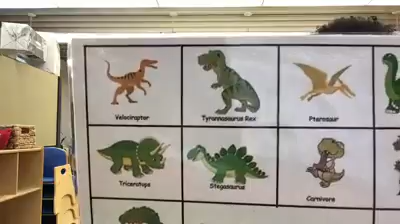 Velociraptor
Tyrannosaurus Rex
Pterosaur
Triceratops
Stegosaurus
Carnivore